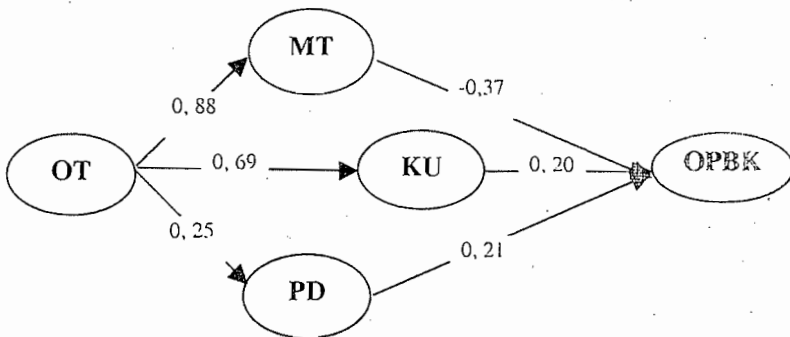 MT
0, 88
-0,37
OT
0, 69
KU
0, 20
OPBK
0, 25
0, 21
PD